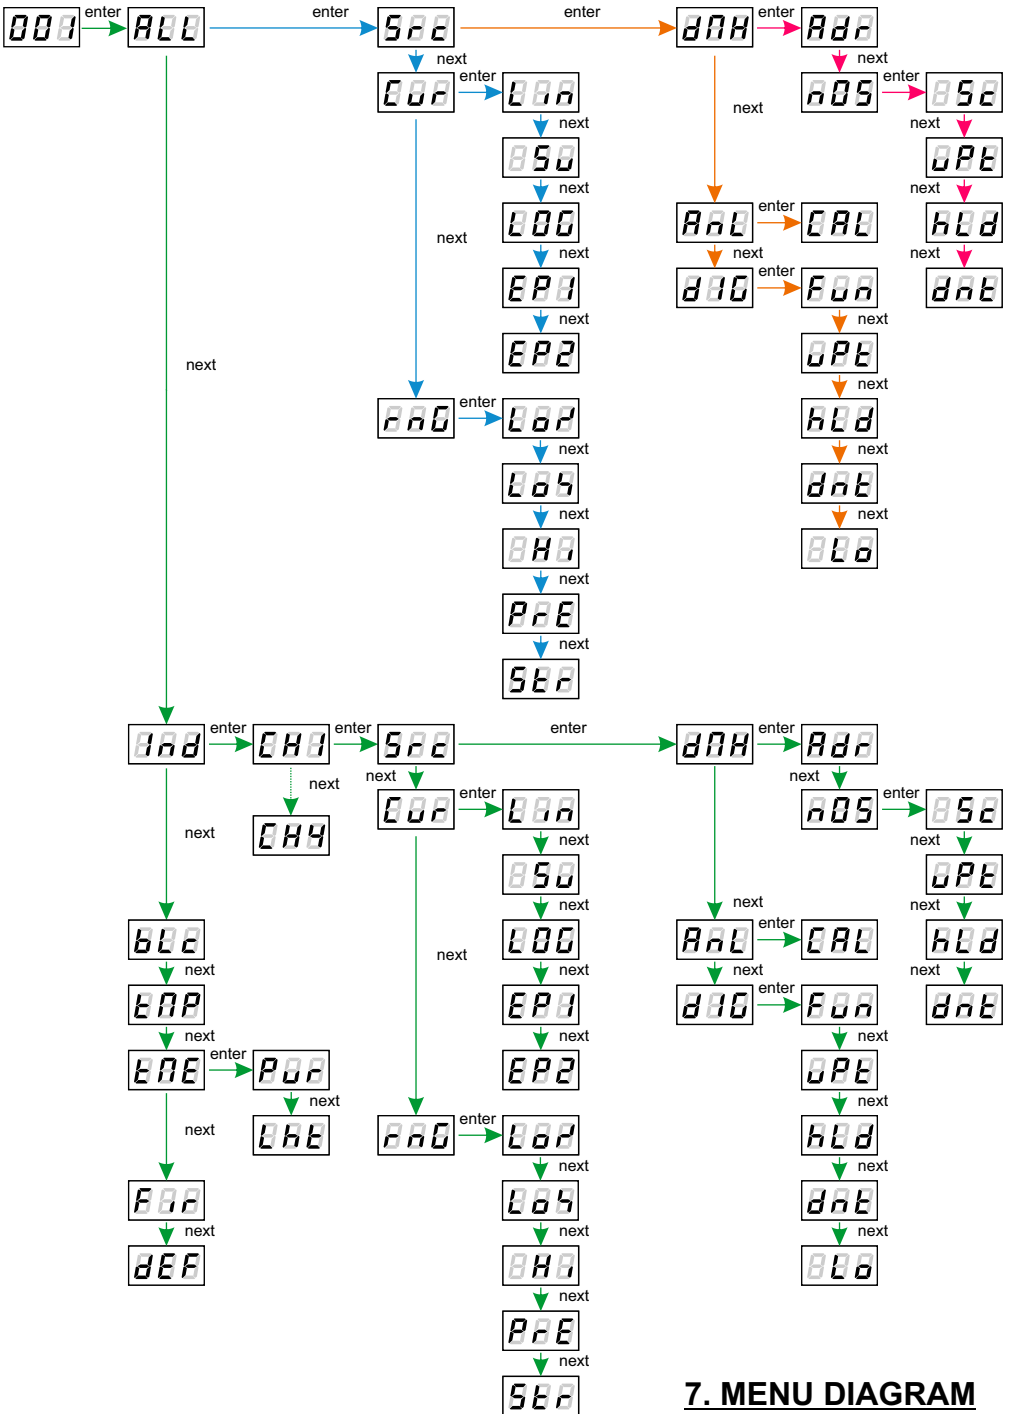 001 enter ALL enter Src enter dMH enter Adr
next next
Cur enter Lin next nOS enter Sc
next next
Su uPt
next next
next LOG AnL enter CAL hLd
next next next
EP1 dIG enter Fun dnt
next next
next EP2 uPt
next
rnG enter Lor hLd
next next
Loh dnt
next next
Hi Lo
next
PrE
next
Str
Ind enter CH1 enter Src enter dMH enter Adr
next next next
Cur enter Lin nOS enter Sc
next CH4 next next
Su uPt
next next next
bLc LOG AnL enter CAL hLd
next next next next next
tMP EP1 dIG enter Fun dnt
next next next
tME enter Pur EP2 uPt
next next
next Lht rnG enter Lor hLd
next next
Fir Loh dnt
next next next
dEF Hi Lo
next
PrE
next
Str
7. MENU DIAGRAM